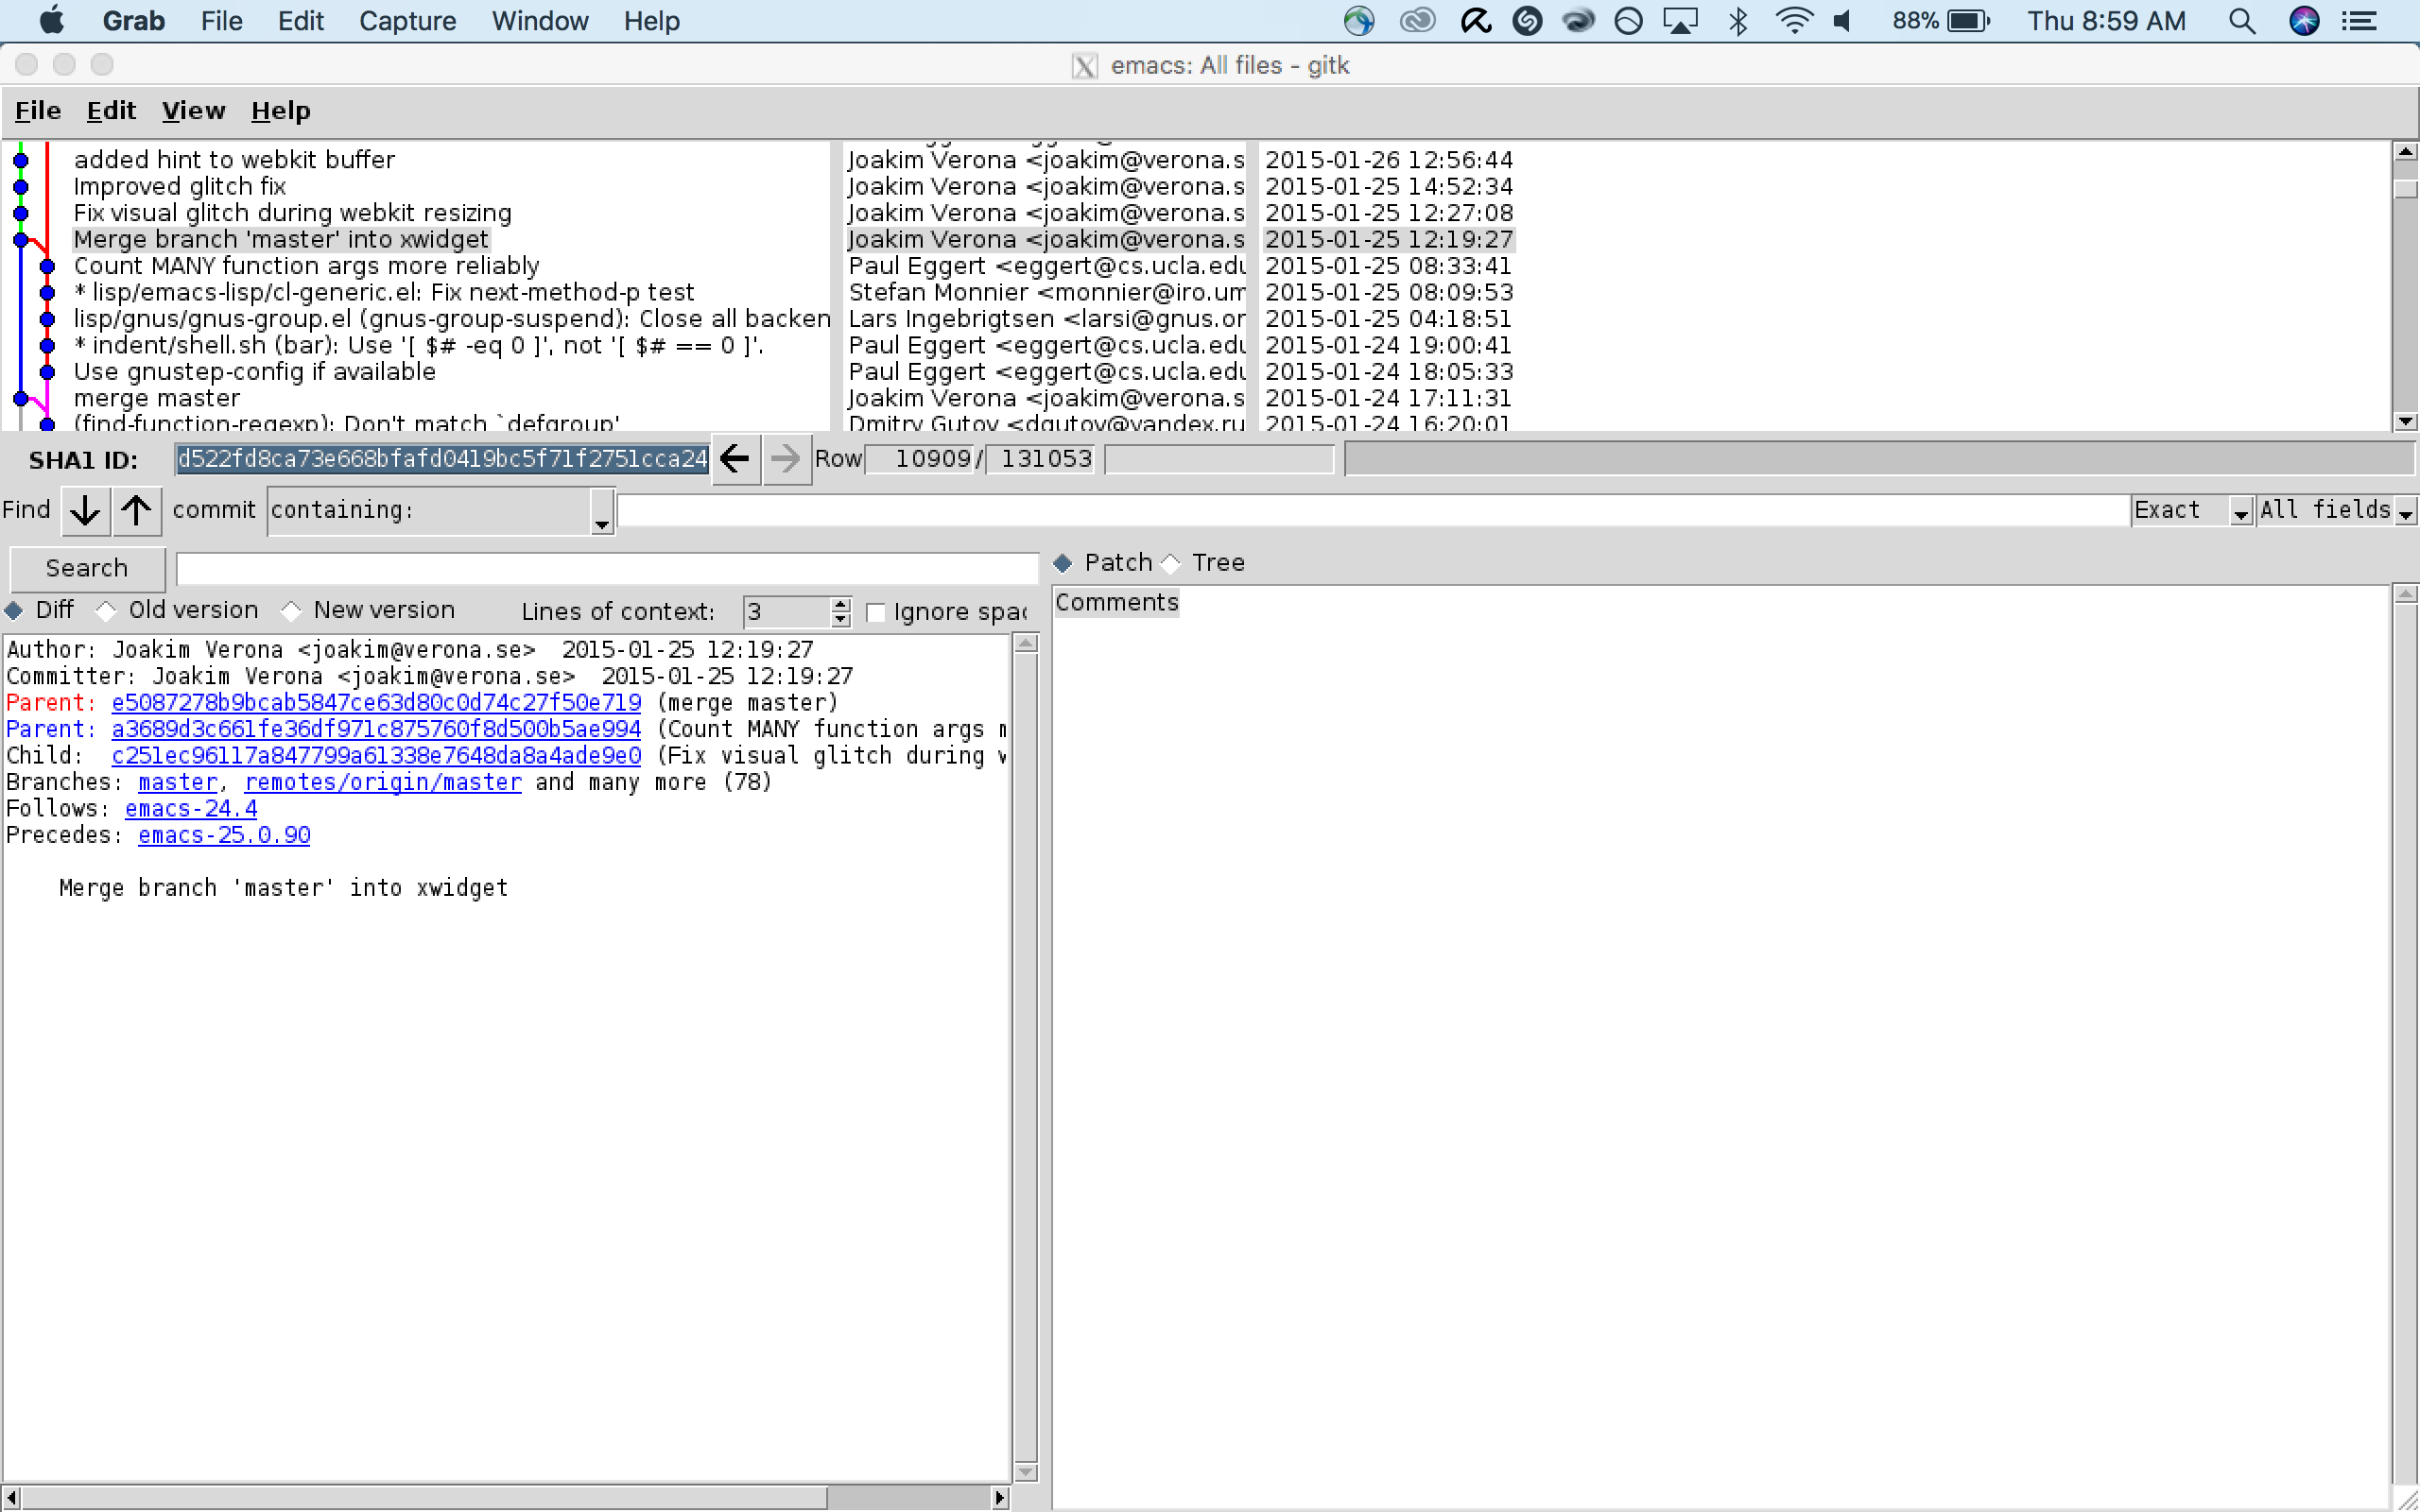 Grab File Edit Capture Window Help 88% Thu 8:59 AM
emacs: All files - gitk
File Edit View Help
added hint to webkit buffer Joakim Verona <joakim@verona.s 2015-01-26 12:56:44
Improved glitch fix Joakim Verona <joakim@verona.s 2015-01-25 14:52:34
Fix visual glitch during webkit resizing Joakim Verona <joakim@verona.s 2015-01-25 12:27:08
Merge branch 'master' into xwidget Joakim Verona <joakim@verona.s 2015-01-25 12:19:27
Count MANY function args more reliably Paul Eggert <eggert@cs.ucla.edu 2015-01-25 08:33:41
* lisp/emacs-lisp/cl-generic.el: Fix next-method-p test Stefan Monnier <monnier@iro.um 2015-01-25 08:09:53
lisp/gnus/gnus-group.el (gnus-group-suspend): Close all backen Lars Ingebrigtsen <larsi@gnus.or 2015-01-25 04:18:51
* indent/shell.sh (bar): Use '[ $# -eq 0 ]', not '[ $# == 0 ]'. Paul Eggert <eggert@cs.ucla.edu 2015-01-24 19:00:41
Use gnustep-config if available Paul Eggert <eggert@cs.ucla.edu 2015-01-24 18:05:33
merge master Joakim Verona <joakim@verona.s 2015-01-24 17:11:31
(find-function-regexp): Don't match `defgroup' Dmitry Gutov <dgutov@yandex.ru 2015-01-24 16:20:01
SHA1 ID: d522fd8ca73e668bfafd0419bc5f71f2751cca24 Row 10909 / 131053
Find commit containing: Exact All fields
Search
Patch Tree
Diff Old version New version Lines of context: 3 Ignore spac
Comments
Author: Joakim Verona <joakim@verona.se> 2015-01-25 12:19:27
Committer: Joakim Verona <joakim@verona.se> 2015-01-25 12:19:27
Parent: e5087278b9bcab5847ce63d80c0d74c27f50e719 (merge master)
Parent: a3689d3c661fe36df971c875760f8d500b5ae994 (Count MANY function args m
Child: c251ec96117a847799a61338e7648da8a4ade9e0 (Fix visual glitch during w
Branches: master, remotes/origin/master and many more (78)
Follows: emacs-24.4
Precedes: emacs-25.0.90
Merge branch 'master' into xwidget